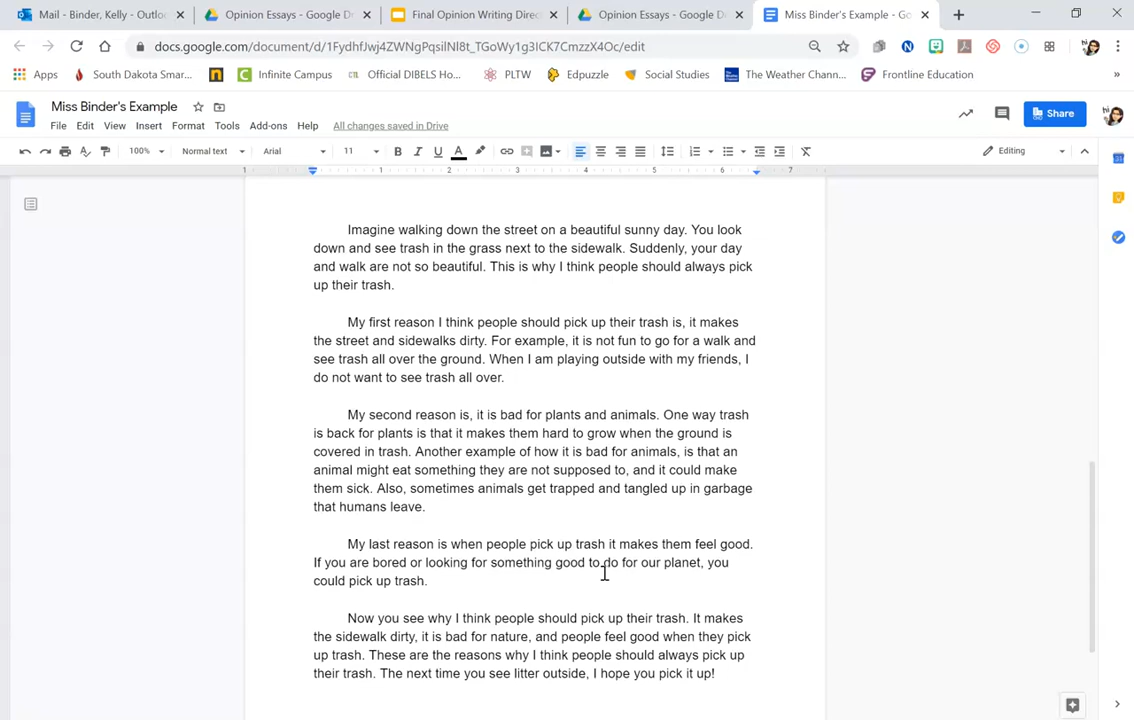 Mail - Binder, Kelly - Outlo
Opinion Essays - Google Dr
Final Opinion Writing Direc
Opinion Essays - Google D
Miss Binder's Example - Go
docs.google.com/document/d/1FydhfJwj4ZWNgPqsilNl8t_TGoWy1g3ICK7CmzzX4Oc/edit
Apps
South Dakota Smar...
Infinite Campus
Official DIBELS Ho...
PLTW
Edpuzzle
Social Studies
The Weather Chann...
Frontline Education
Miss Binder's Example
Share
File Edit View Insert Format Tools Add-ons Help All changes saved in Drive
100% Normal text Arial 11 B I U A Editing
1 1 2 3 4 5 6 7
Imagine walking down the street on a beautiful sunny day. You look
down and see trash in the grass next to the sidewalk. Suddenly, your day
and walk are not so beautiful. This is why I think people should always pick
up their trash.
My first reason I think people should pick up their trash is, it makes
the street and sidewalks dirty. For example, it is not fun to go for a walk and
see trash all over the ground. When I am playing outside with my friends, I
do not want to see trash all over.
My second reason is, it is bad for plants and animals. One way trash
is back for plants is that it makes them hard to grow when the ground is
covered in trash. Another example of how it is bad for animals, is that an
animal might eat something they are not supposed to, and it could make
them sick. Also, sometimes animals get trapped and tangled up in garbage
that humans leave.
My last reason is when people pick up trash it makes them feel good.
If you are bored or looking for something good to do for our planet, you
could pick up trash.
Now you see why I think people should pick up their trash. It makes
the sidewalk dirty, it is bad for nature, and people feel good when they pick
up trash. These are the reasons why I think people should always pick up
their trash. The next time you see litter outside, I hope you pick it up!